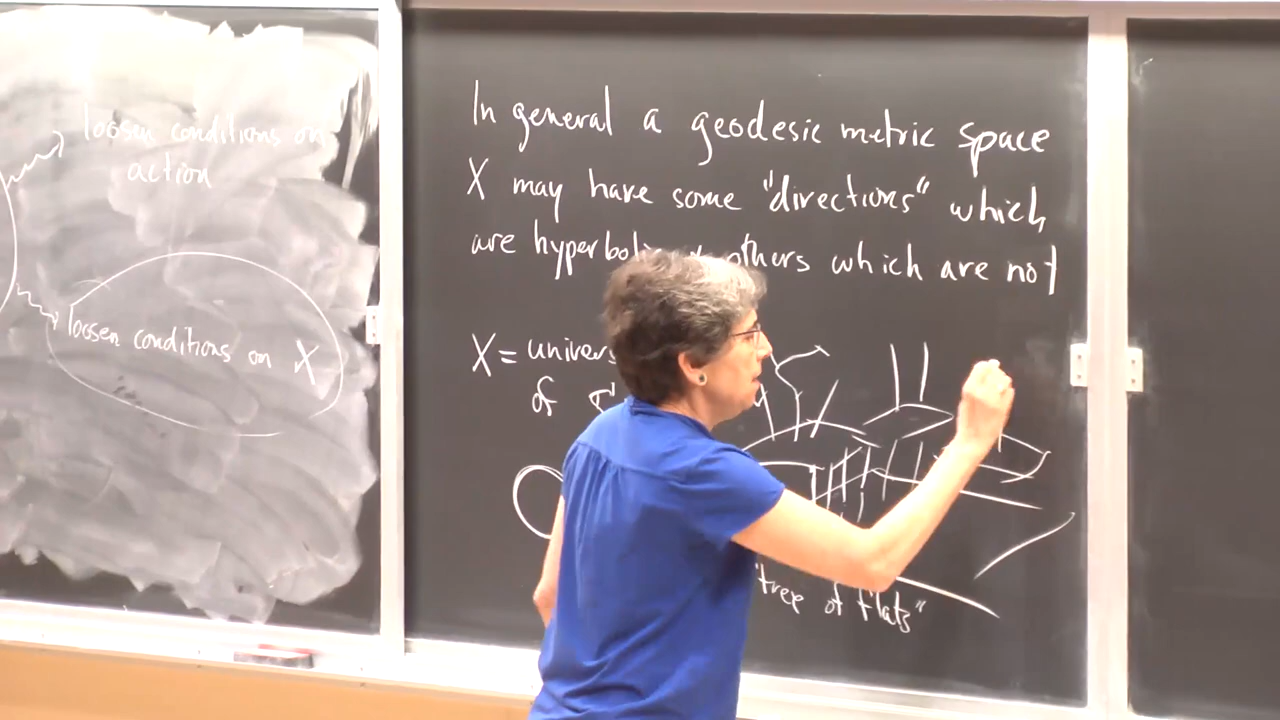 loosen conditions on
action
loosen conditions on X
In general a geodesic metric space
X may have some "directions" which
are hyperbolic others which are not
X = univers
of
"tree of flats"